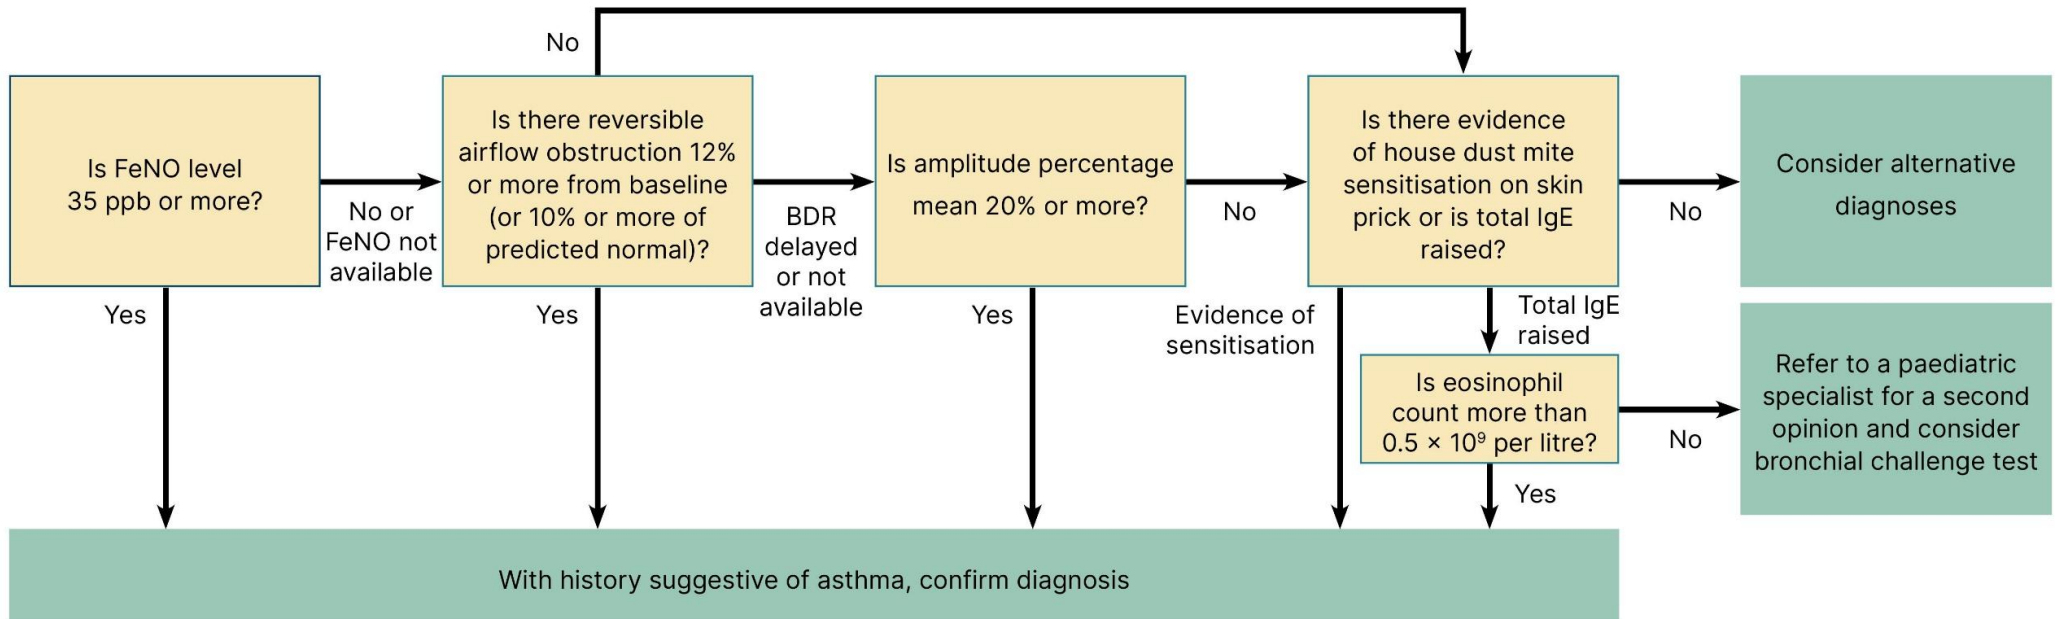 No
Is FeNO level
35 ppb or more?
No or
FeNO not
available
Is there reversible
airflow obstruction 12%
or more from baseline
(or 10% or more of
predicted normal)?
BDR
delayed
or not
available
Is amplitude percentage
mean 20% or more?
No
Is there evidence
of house dust mite
sensitisation on skin
prick or is total IgE
raised?
No
Consider alternative
diagnoses
Yes
Yes
Yes
Evidence of
sensitisation
Total IgE
raised
Is eosinophil
count more than
0.5 × 10⁹ per litre?
No
Refer to a paediatric
specialist for a second
opinion and consider
bronchial challenge test
Yes
With history suggestive of asthma, confirm diagnosis